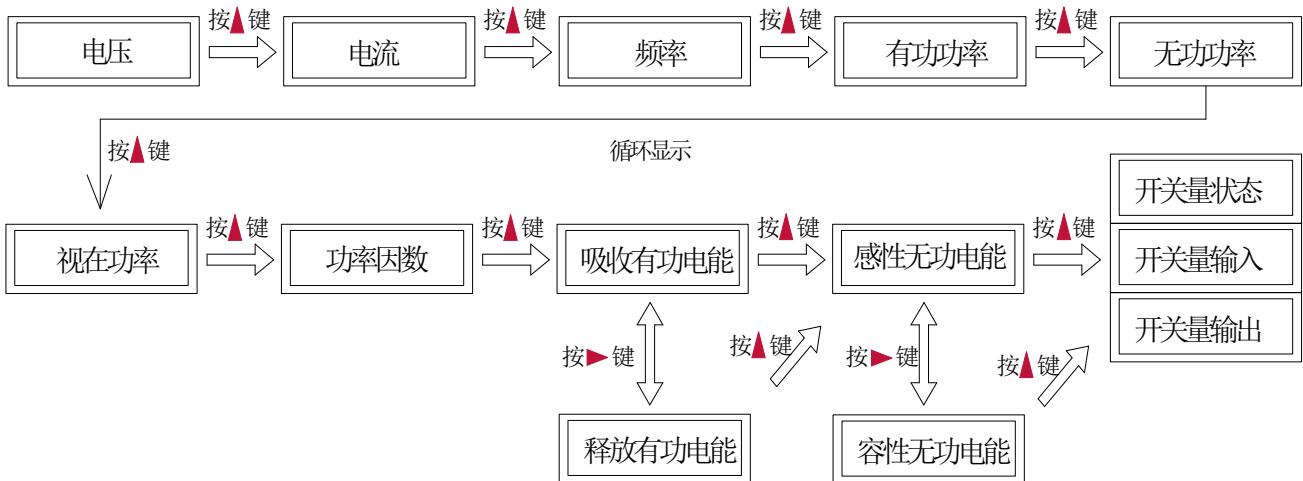 按▲键 按▲键 按▲键 按▲键
电压 电流 频率 有功功率 无功功率
按▲键 循环显示
开关量状态
按▲键 按▲键 按▲键 按▲键
视在功率 功率因数 吸收有功电能 感性无功电能 开关量输入
开关量输出
按►键 按▲键 按►键 按▲键
释放有功电能 容性无功电能